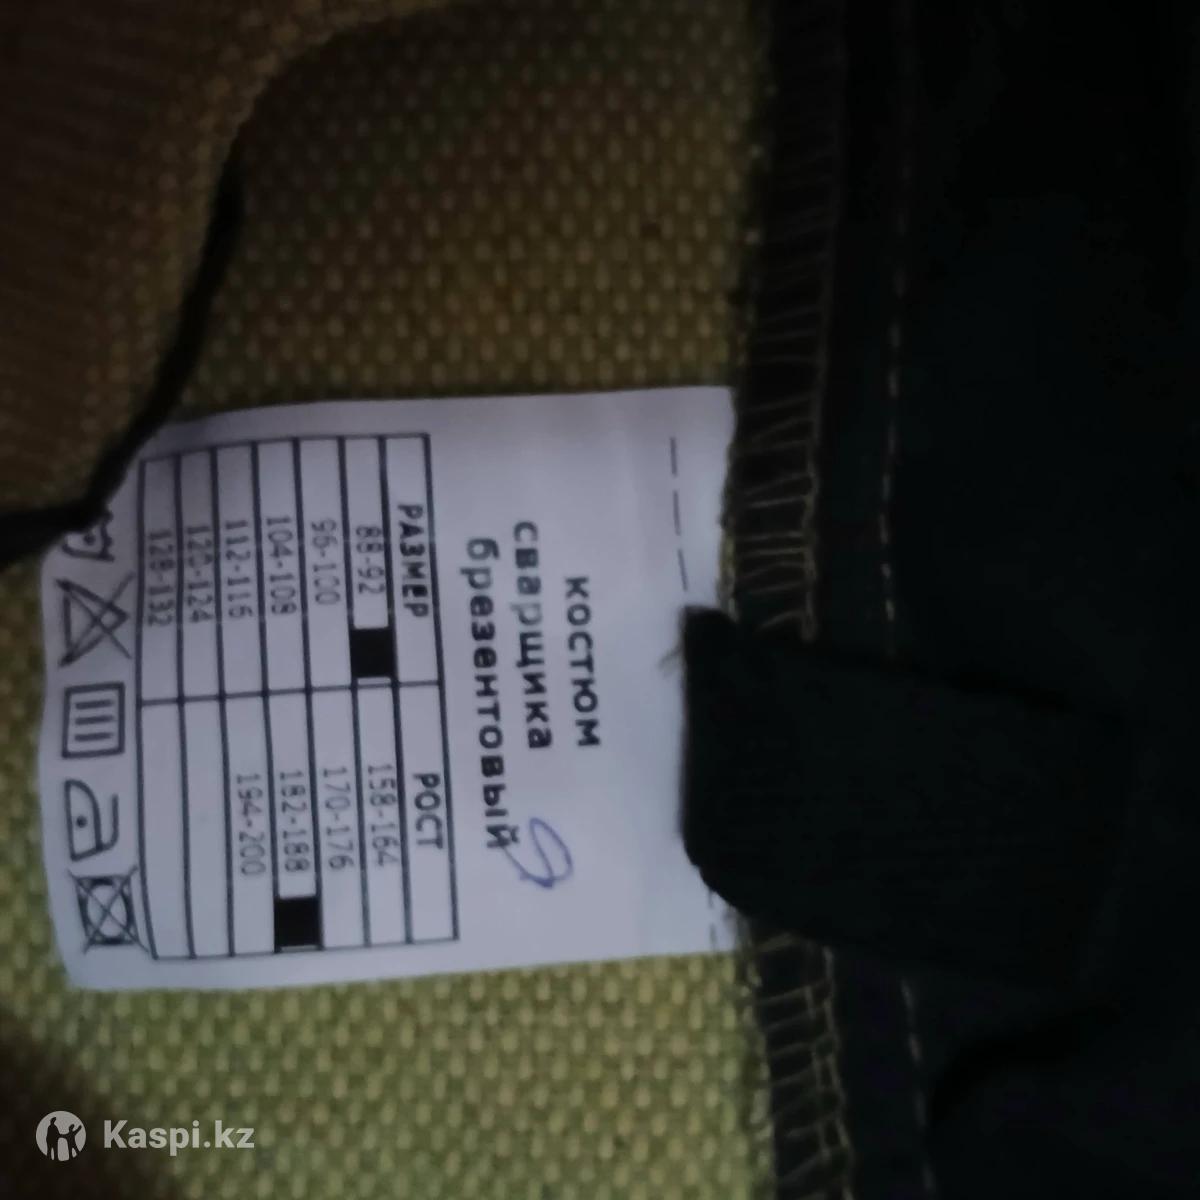 костюм
сварщика
брезентовый
РАЗМЕР РОСТ
88-92 158-164
96-100 170-176
104-108 182-188
112-116 194-200
120-124
128-132
Kaspi.kz